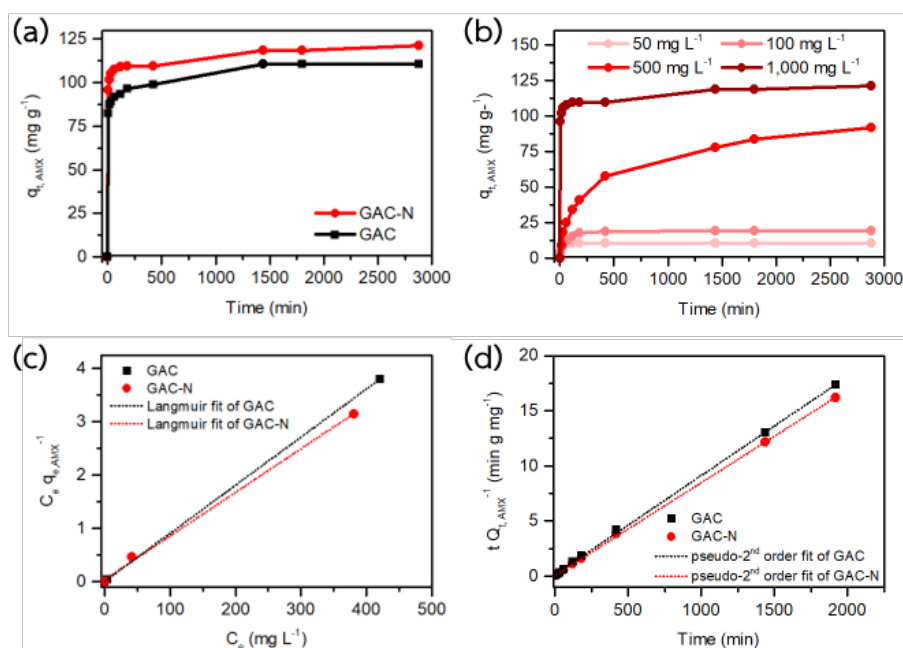 (a)
125
100
75
50
25
0
q t, AMX (mg g⁻¹)
GAC-N
GAC
0 500 1000 1500 2000 2500 3000
Time (min)
(b)
50 mg L⁻¹ 100 mg L⁻¹
500 mg L⁻¹ 1,000 mg L⁻¹
150
125
100
75
50
25
0
q t, AMX (mg g-¹)
0 500 1000 1500 2000 2500 3000
Time (min)
(c)
4
3
2
1
0
C e q e,AMX ⁻¹
GAC
GAC-N
Langmuir fit of GAC
Langmuir fit of GAC-N
0 100 200 300 400 500
C e (mg L⁻¹)
(d)
20
15
10
5
0
t Q t, AMX ⁻¹ (min g mg⁻¹)
GAC
GAC-N
pseudo-2ⁿᵈ order fit of GAC
pseudo-2ⁿᵈ order fit of GAC-N
0 500 1000 1500 2000
Time (min)